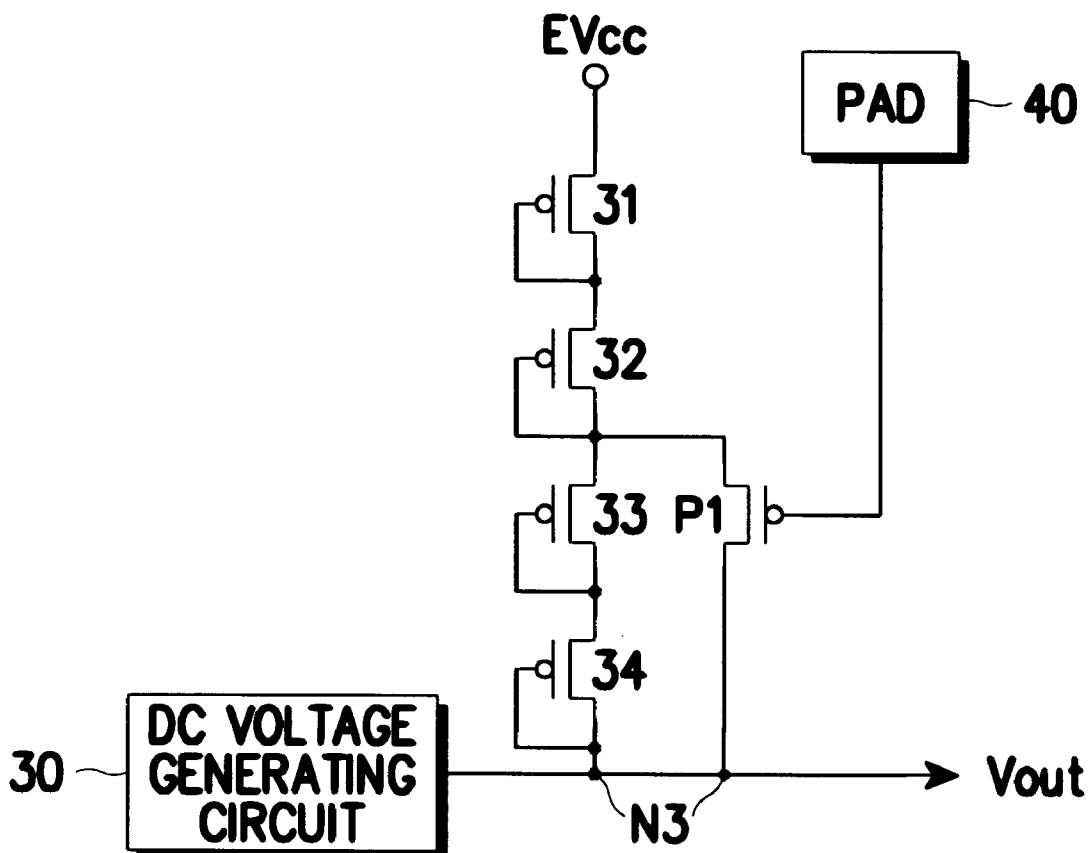 EVcc
PAD
40
31
32
33
P1
34
30
DC VOLTAGE
GENERATING
CIRCUIT
N3
Vout